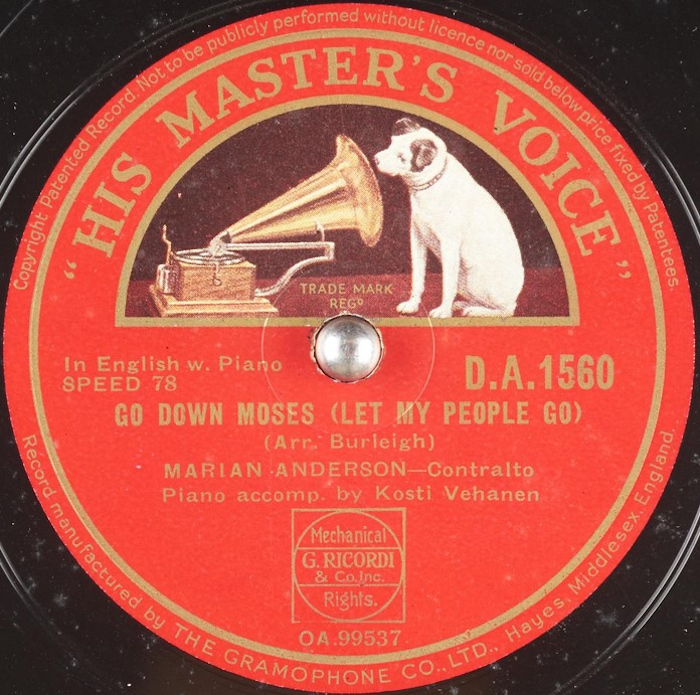 Copyright Patented Record. Not to be publicly performed without licence nor sold below price fixed by Patentees.
"HIS MASTER'S VOICE"
TRADE MARK
REGD
In English w. Piano
SPEED 78
D.A.1560
GO DOWN MOSES (LET MY PEOPLE GO)
(Arr. Burleigh)
MARIAN ANDERSON—Contralto
Piano accomp. by Kosti Vehanen
Mechanical
G. RICORDI
& Co. Inc.
Rights.
OA.99537
Record manufactured by THE GRAMOPHONE CO., LTD., Hayes, Middlesex, England.